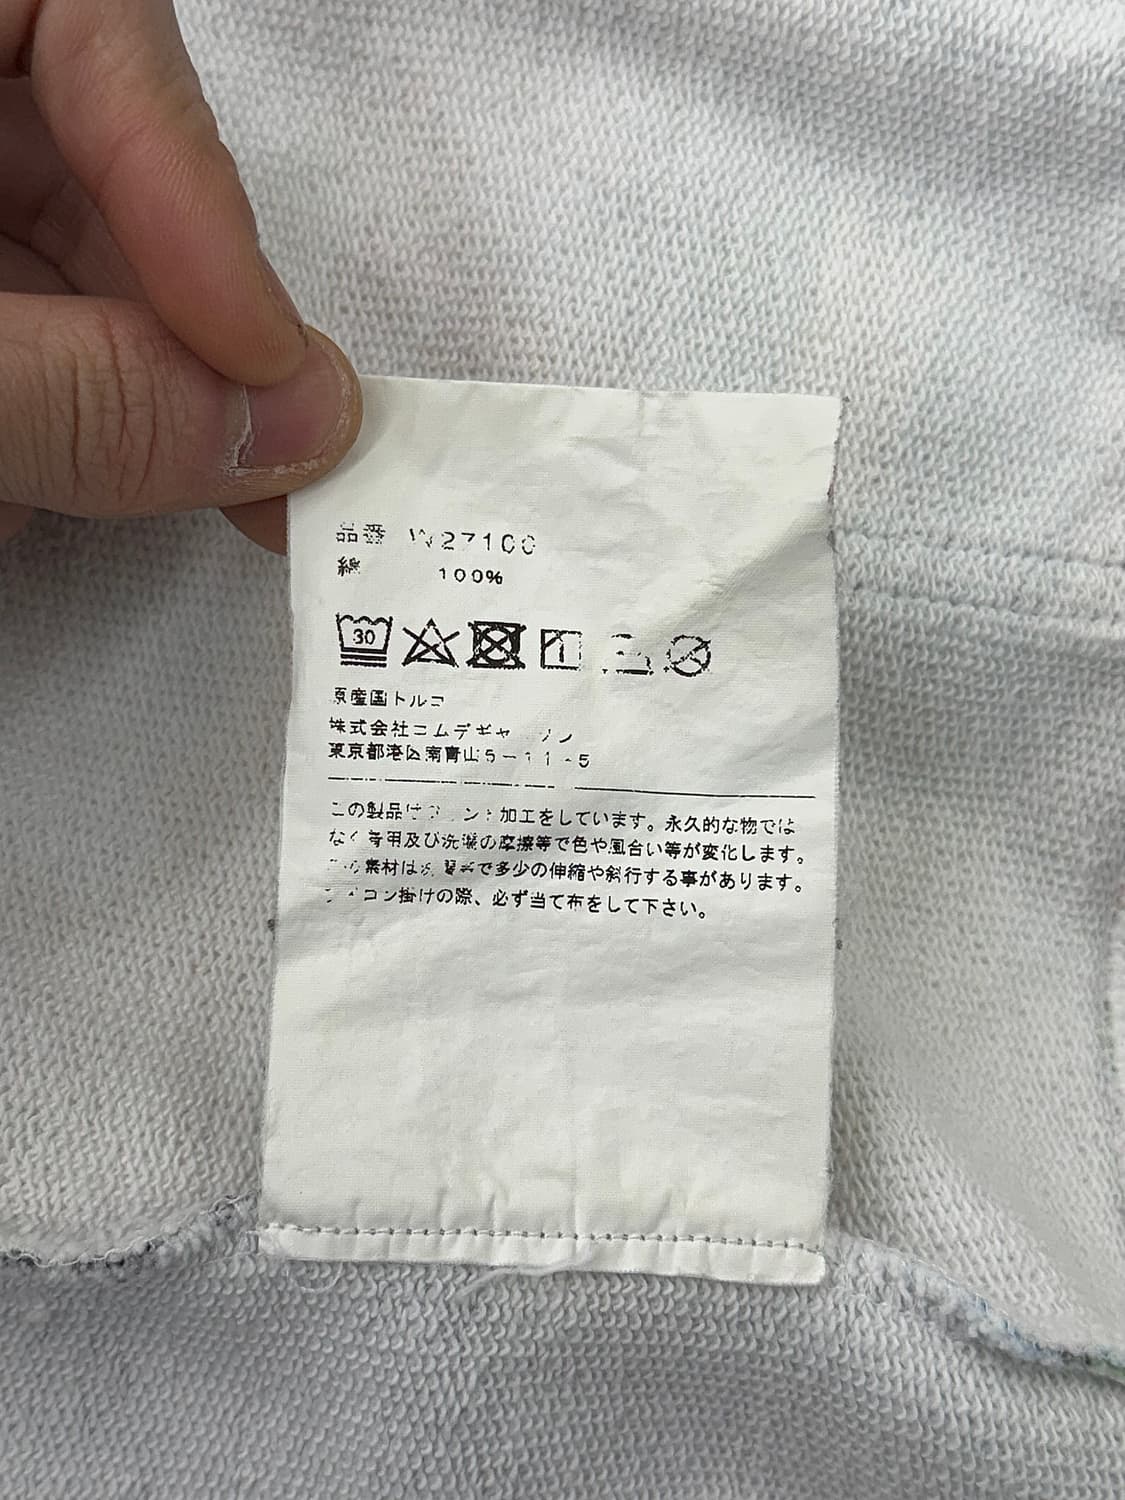 品番 W27100
綿 100%
30
原産国トルコ
株式会社コムデギャ
東京都港区南青山5-11-5
この製品はプリント加工をしています。永久的な物では
なく着用及び洗濯の摩擦等で色や風合い等が変化します。
素材は で多少の伸縮や斜行する事があります。
アイロン掛けの際、必ず当て布をして下さい。